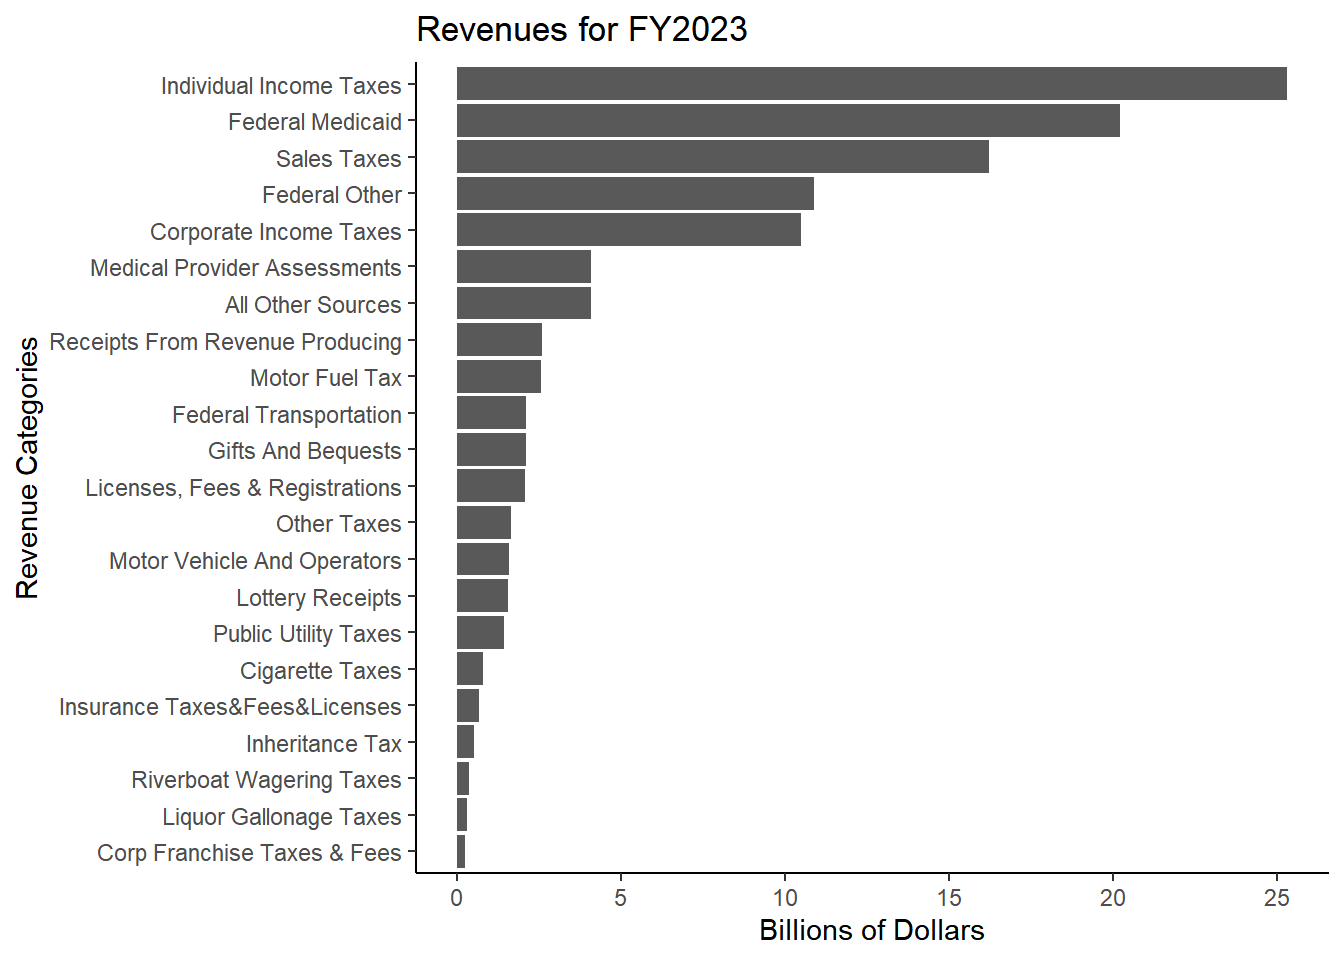 Revenues for FY2023
Individual Income Taxes
Federal Medicaid
Sales Taxes
Federal Other
Corporate Income Taxes
Medical Provider Assessments
All Other Sources
Receipts From Revenue Producing
Motor Fuel Tax
Federal Transportation
Gifts And Bequests
Licenses, Fees & Registrations
Other Taxes
Motor Vehicle And Operators
Lottery Receipts
Public Utility Taxes
Cigarette Taxes
Insurance Taxes&Fees&Licenses
Inheritance Tax
Riverboat Wagering Taxes
Liquor Gallonage Taxes
Corp Franchise Taxes & Fees
Revenue Categories
0 5 10 15 20 25
Billions of Dollars